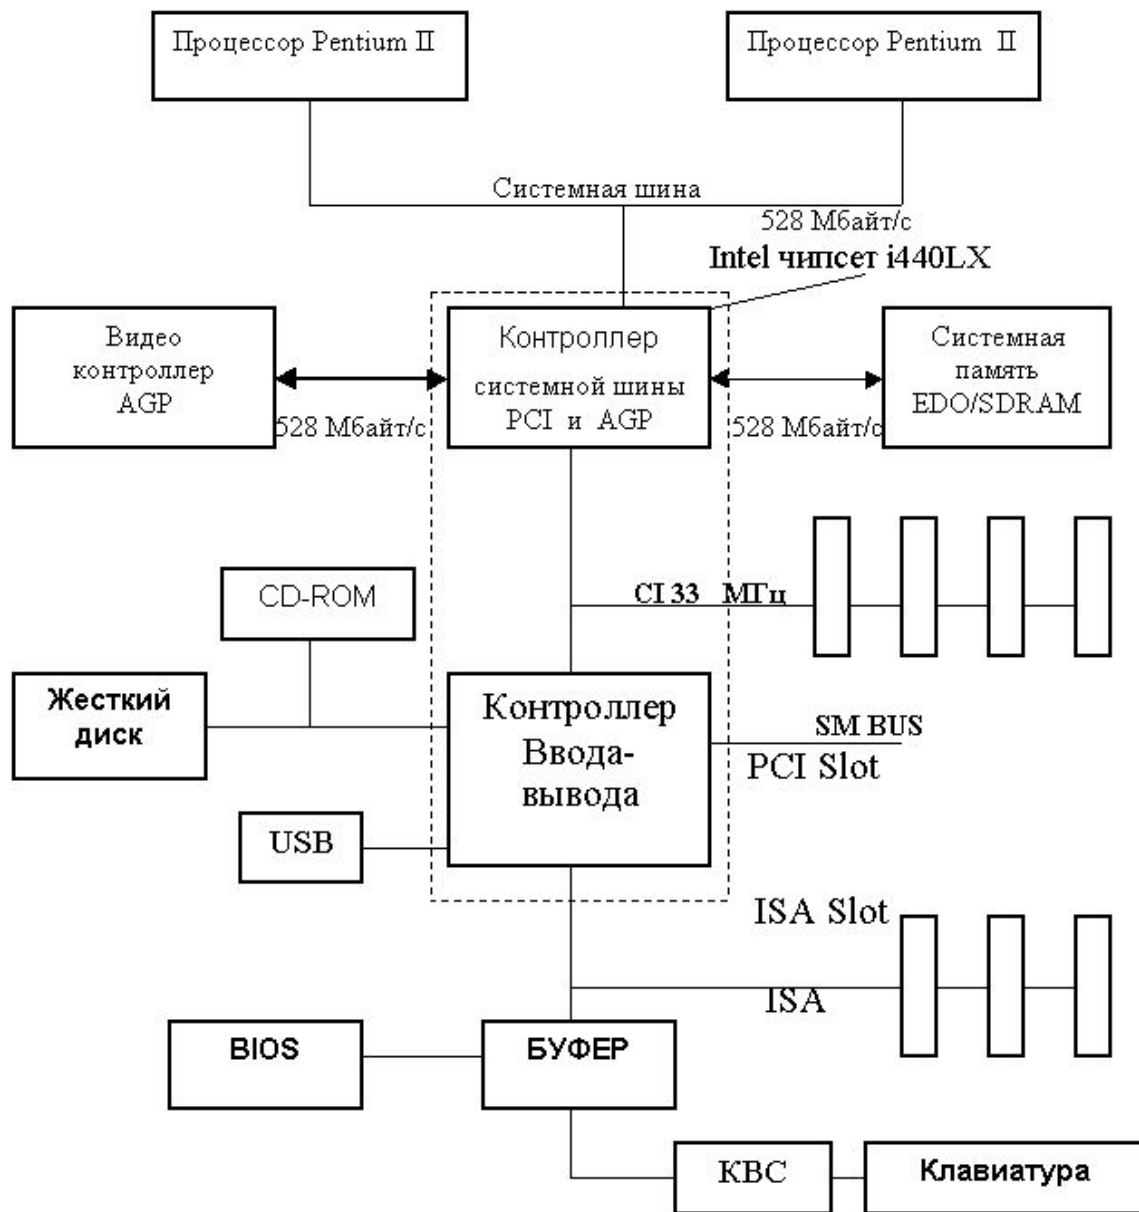 Процессор Pentium II
Процессор Pentium II
Системная шина
528 Мбайт/с
Intel чипсет i440LX
Видео
контроллер
AGP
528 Мбайт/с
Контроллер
системной шины
PCI и AGP
528 Мбайт/с
Системная
память
EDO/SDRAM
CD-ROM
CI 33 МГц
Жесткий
диск
Контроллер
Ввода-
вывода
SM BUS
PCI Slot
USB
ISA Slot
ISA
BIOS
БУФЕР
КВС
Клавиатура